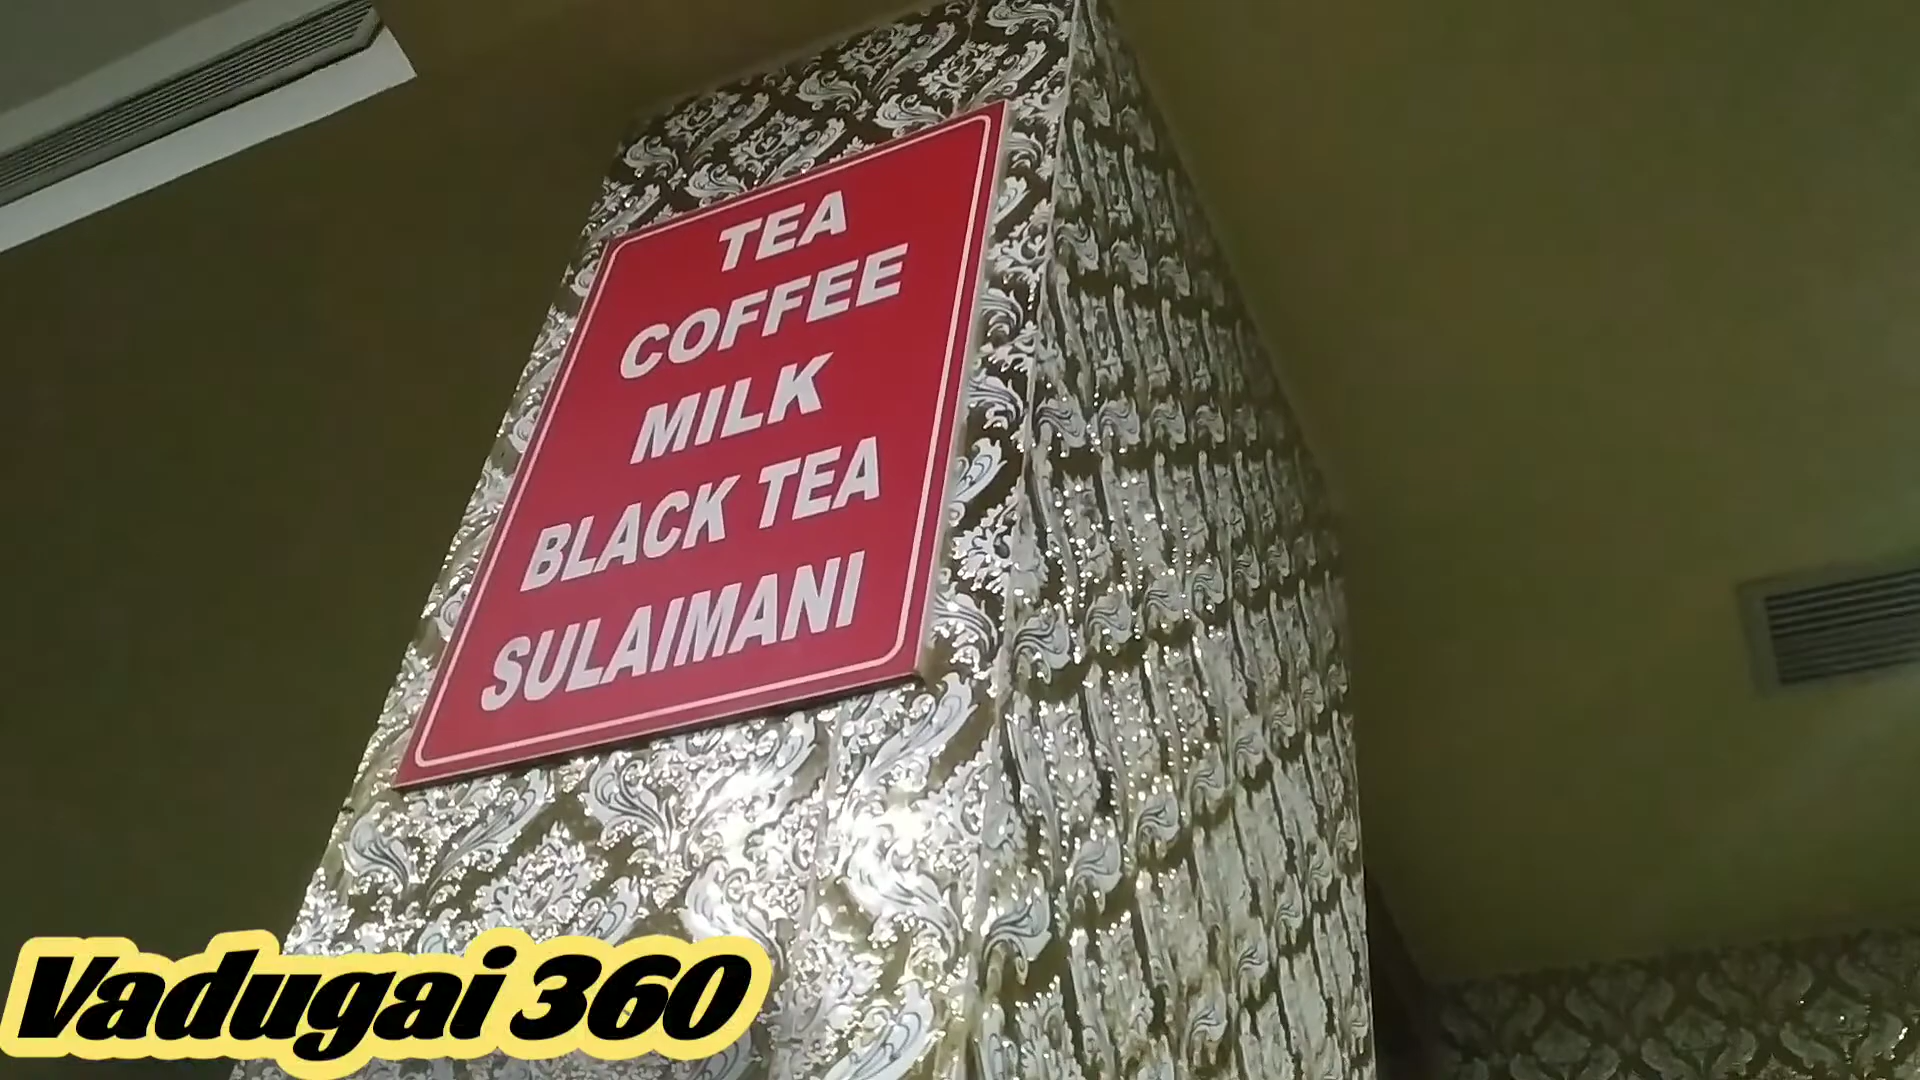 TEA
COFFEE
MILK
BLACK TEA
SULAIMANI
Vadugai 360